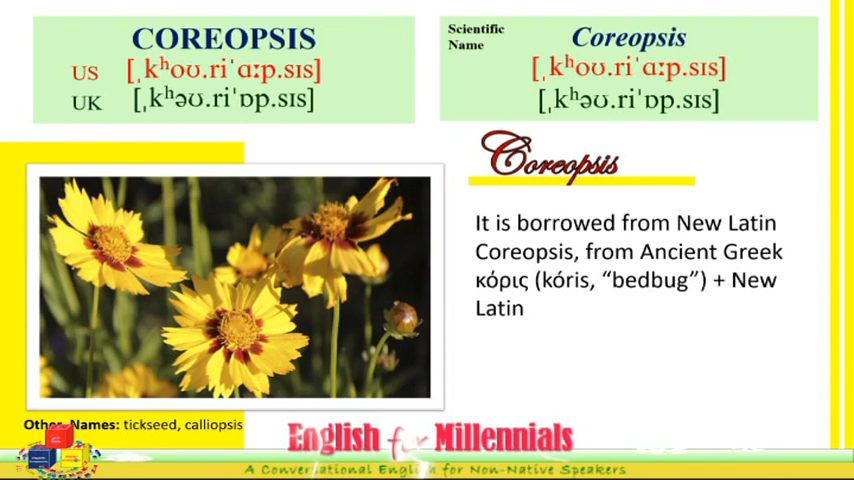 COREOPSIS
US [ˌkʰoʊ.riˈɑːp.sɪs]
UK [ˌkʰəʊ.riˈɒp.sɪs]
Scientific
Name
Coreopsis
[ˌkʰoʊ.riˈɑːp.sɪs]
[ˌkʰəʊ.riˈɒp.sɪs]
Coreopsis
It is borrowed from New Latin
Coreopsis, from Ancient Greek
κόρις (kóris, “bedbug”) + New
Latin
Other Names: tickseed, calliopsis
English for Millennials
A Conversational English for Non-Native Speakers